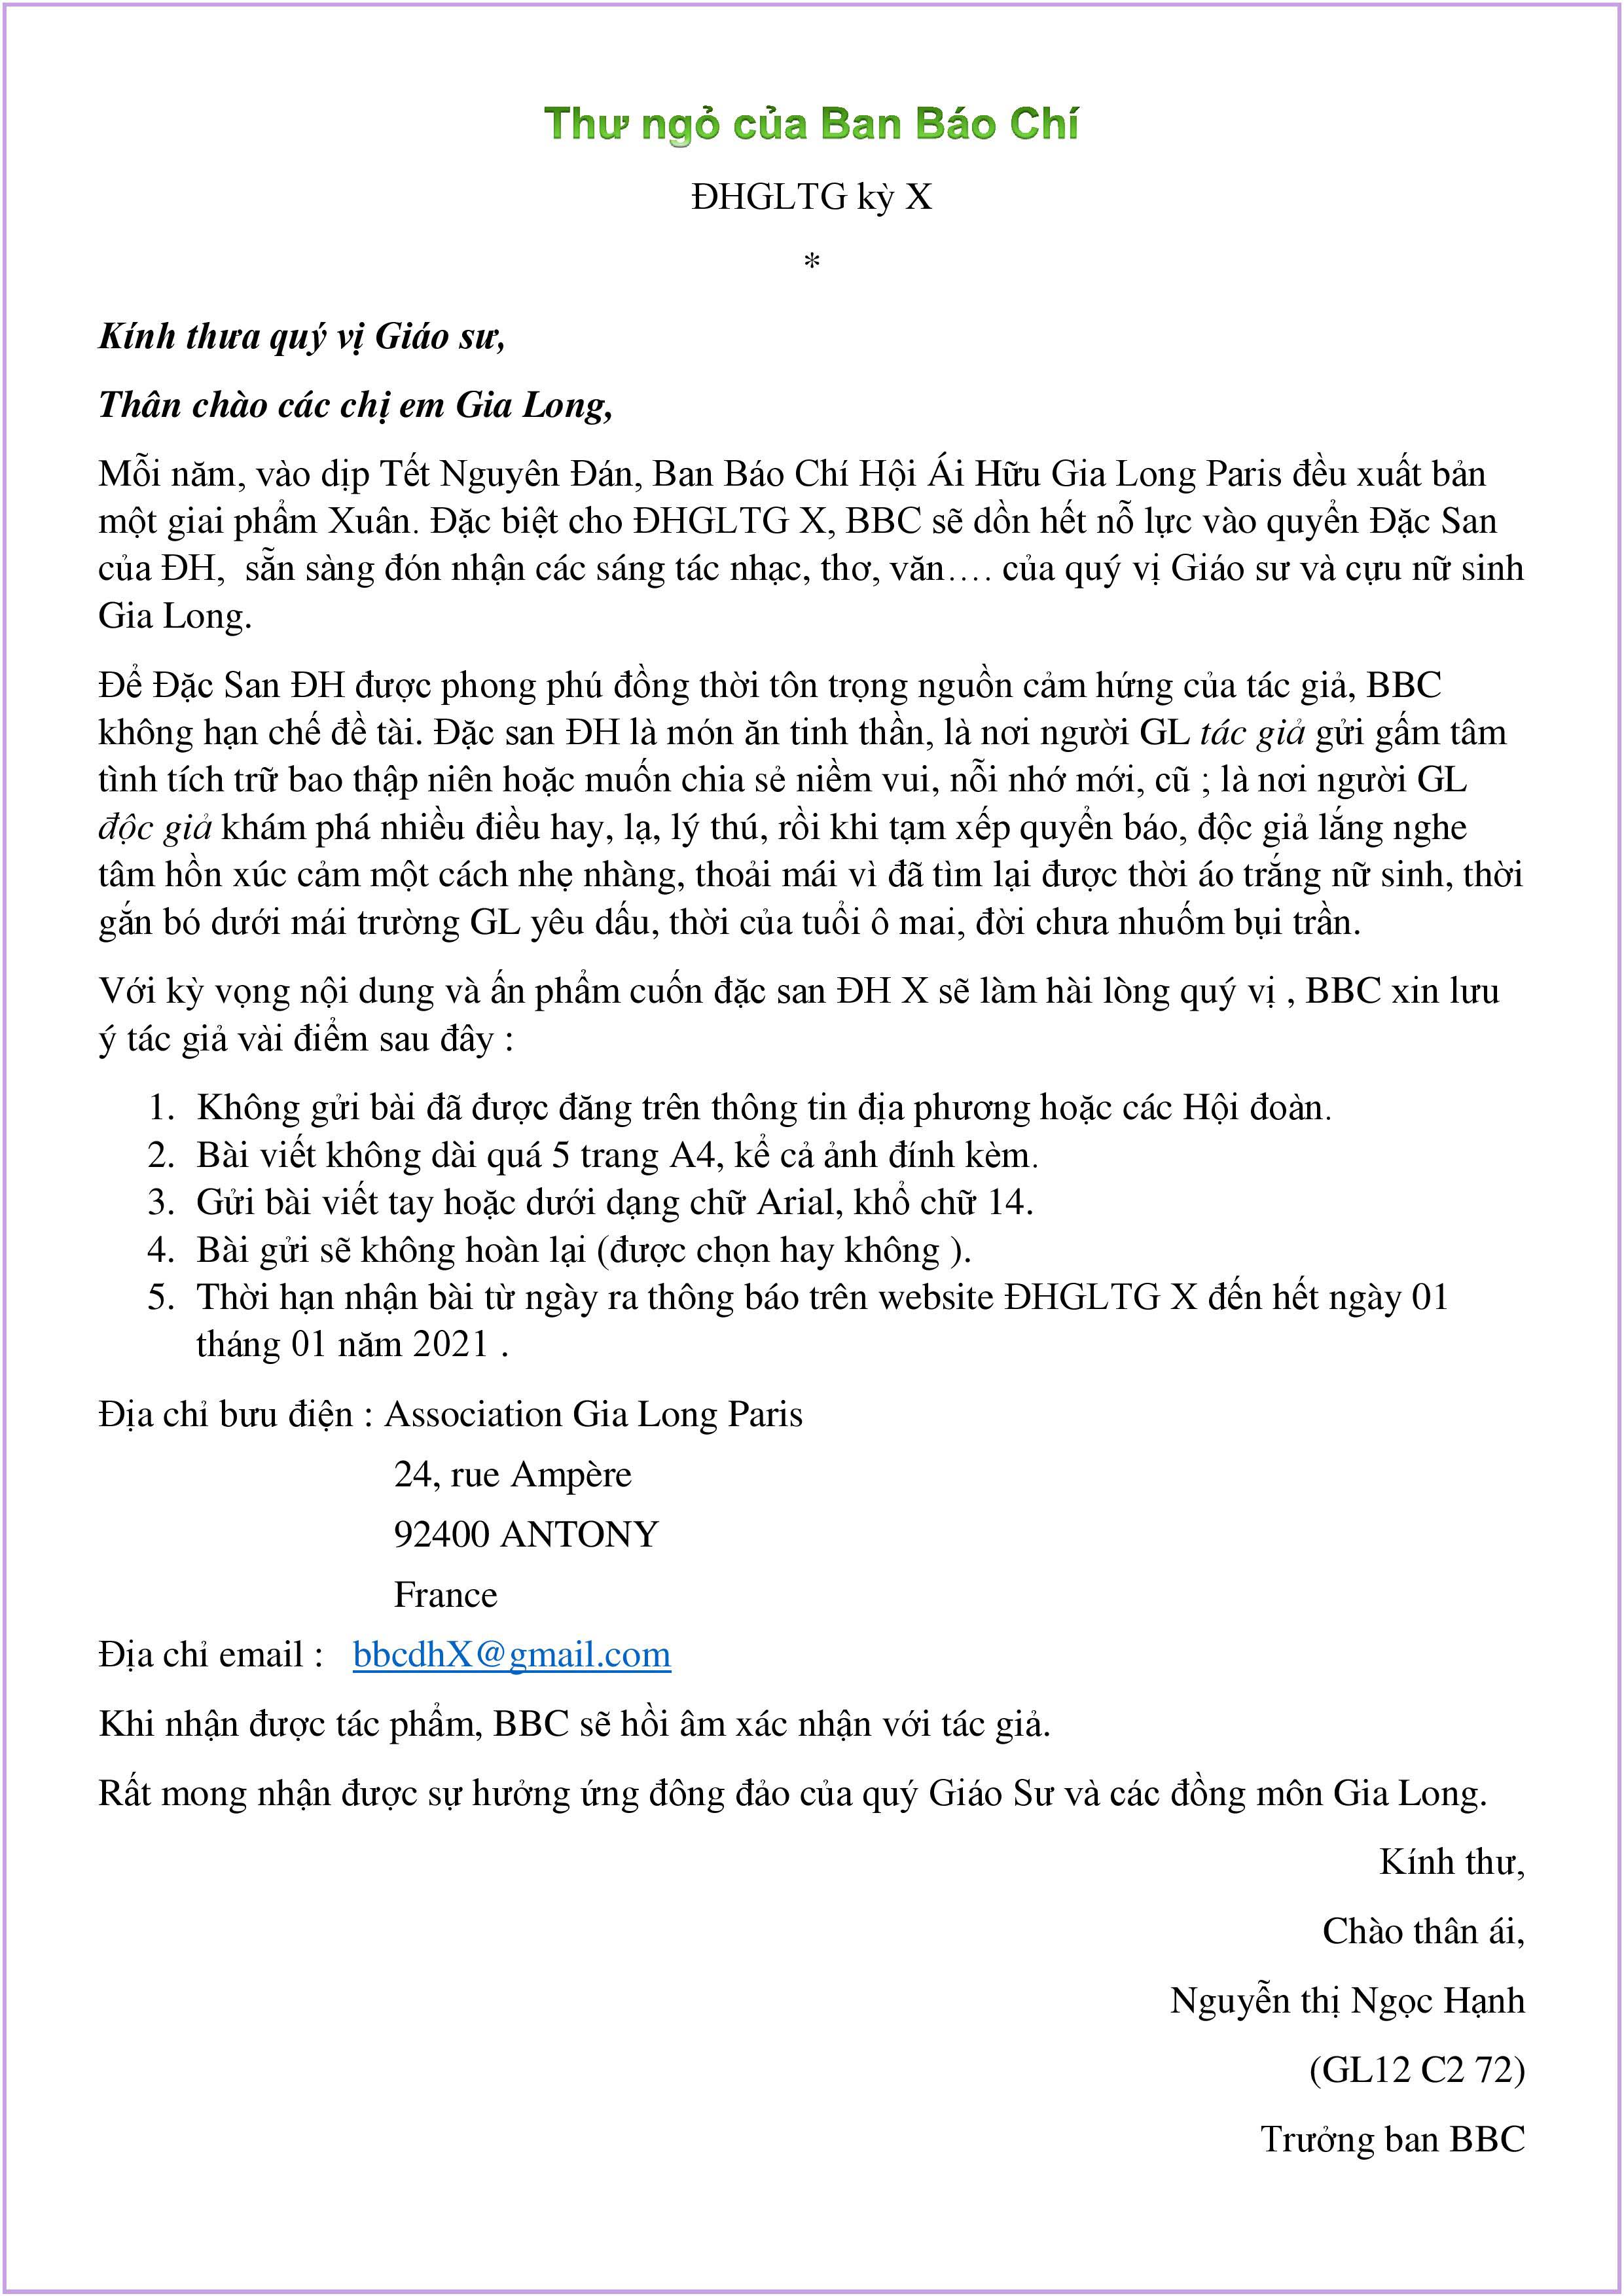 Thư ngỏ của Ban Báo Chí
ĐHGLTG kỳ X
*
Kính thưa quý vị Giáo sư,
Thân chào các chị em Gia Long,
Mỗi năm, vào dịp Tết Nguyên Đán, Ban Báo Chí Hội Ái Hữu Gia Long Paris đều xuất bản
một giai phẩm Xuân. Đặc biệt cho ĐHGLTG X, BBC sẽ dồn hết nỗ lực vào quyển Đặc San
của ĐH,  sẵn sàng đón nhận các sáng tác nhạc, thơ, văn…. của quý vị Giáo sư và cựu nữ sinh
Gia Long.
Để Đặc San ĐH được phong phú đồng thời tôn trọng nguồn cảm hứng của tác giả, BBC
không hạn chế đề tài. Đặc san ĐH là món ăn tinh thần, là nơi người GL tác giả gửi gấm tâm
tình tích trữ bao thập niên hoặc muốn chia sẻ niềm vui, nỗi nhớ mới, cũ ; là nơi người GL
độc giả khám phá nhiều điều hay, lạ, lý thú, rồi khi tạm xếp quyển báo, độc giả lắng nghe
tâm hồn xúc cảm một cách nhẹ nhàng, thoải mái vì đã tìm lại được thời áo trắng nữ sinh, thời
gắn bó dưới mái trường GL yêu dấu, thời của tuổi ô mai, đời chưa nhuốm bụi trần.
Với kỳ vọng nội dung và ấn phẩm cuốn đặc san ĐH X sẽ làm hài lòng quý vị , BBC xin lưu
ý tác giả vài điểm sau đây :
1. Không gửi bài đã được đăng trên thông tin địa phương hoặc các Hội đoàn.
2. Bài viết không dài quá 5 trang A4, kể cả ảnh đính kèm.
3. Gửi bài viết tay hoặc dưới dạng chữ Arial, khổ chữ 14.
4. Bài gửi sẽ không hoàn lại (được chọn hay không ).
5. Thời hạn nhận bài từ ngày ra thông báo trên website ĐHGLTG X đến hết ngày 01
tháng 01 năm 2021 .
Địa chỉ bưu điện : Association Gia Long Paris
24, rue Ampère
92400 ANTONY
France
Địa chỉ email :   bbcdhX@gmail.com
Khi nhận được tác phẩm, BBC sẽ hồi âm xác nhận với tác giả.
Rất mong nhận được sự hưởng ứng đông đảo của quý Giáo Sư và các đồng môn Gia Long.
Kính thư,
Chào thân ái,
Nguyễn thị Ngọc Hạnh
(GL12 C2 72)
Trưởng ban BBC